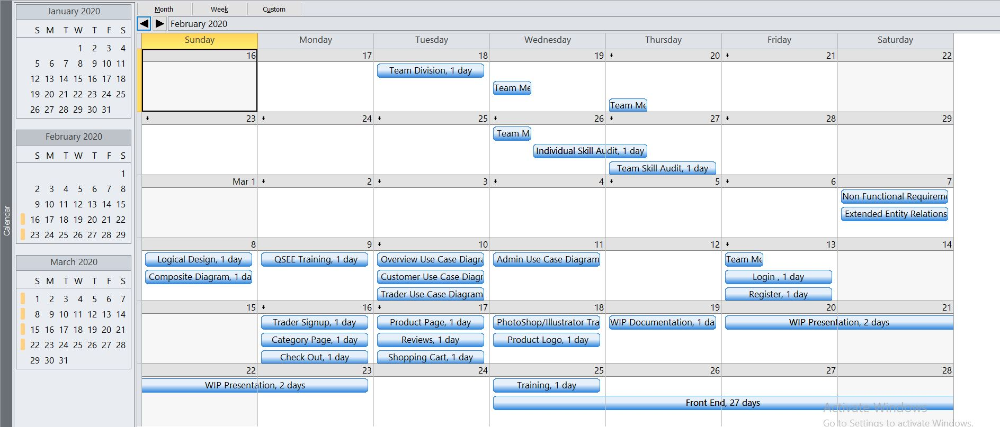 Calendar
January 2020
S M T W T F S
1 2 3 4
5 6 7 8 9 10 11
12 13 14 15 16 17 18
19 20 21 22 23 24 25
26 27 28 29 30 31
February 2020
S M T W T F S
1
2 3 4 5 6 7 8
9 10 11 12 13 14 15
16 17 18 19 20 21 22
23 24 25 26 27 28 29
March 2020
S M T W T F S
1 2 3 4 5 6 7
8 9 10 11 12 13 14
15 16 17 18 19 20 21
22 23 24 25 26 27 28
29 30 31
Month Week Custom
February 2020
Sunday Monday Tuesday Wednesday Thursday Friday Saturday
16 17 18 19 20 21 22
Team Division, 1 day
Team Me
Team Me
23 24 25 26 27 28 29
Team M
Individual Skill Audit, 1 day
Team Skill Audit, 1 day
Mar 1 2 3 4 5 6 7
Non Functional Requireme
Extended Entity Relations
8 9 10 11 12 13 14
Logical Design, 1 day QSEE Training, 1 day Overview Use Case Diagra Admin Use Case Diagram Team Me
Composite Diagram, 1 da Customer Use Case Diagr Login , 1 day
Trader Use Case Diagram Register, 1 day
15 16 17 18 19 20 21
Trader Signup, 1 day Product Page, 1 day PhotoShop/Illustrator Tra WIP Documentation, 1 da WIP Presentation, 2 days
Category Page, 1 day Reviews, 1 day Product Logo, 1 day
Check Out, 1 day Shopping Cart, 1 day
22 23 24 25 26 27 28
WIP Presentation, 2 days Training, 1 day
Front End, 27 days
Activate Windows
Go to Settings to activate Windows.